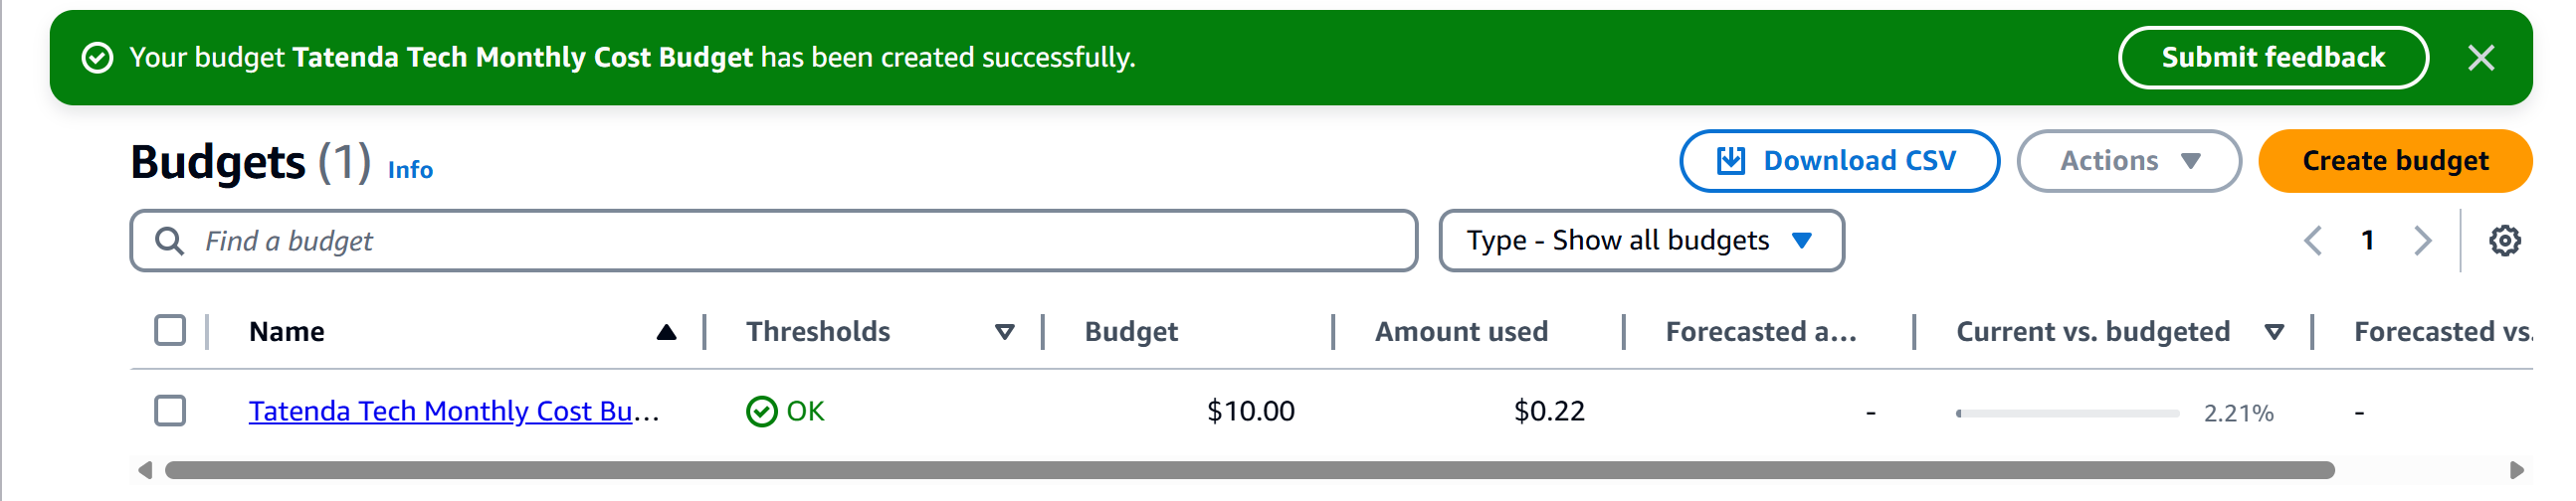 Your budget Tatenda Tech Monthly Cost Budget has been created successfully. Submit feedback
Budgets (1) Info Download CSV Actions Create budget
Find a budget Type - Show all budgets 1
Name Thresholds Budget Amount used Forecasted a... Current vs. budgeted Forecasted vs.
Tatenda Tech Monthly Cost Bu... OK $10.00 $0.22 - 2.21% -